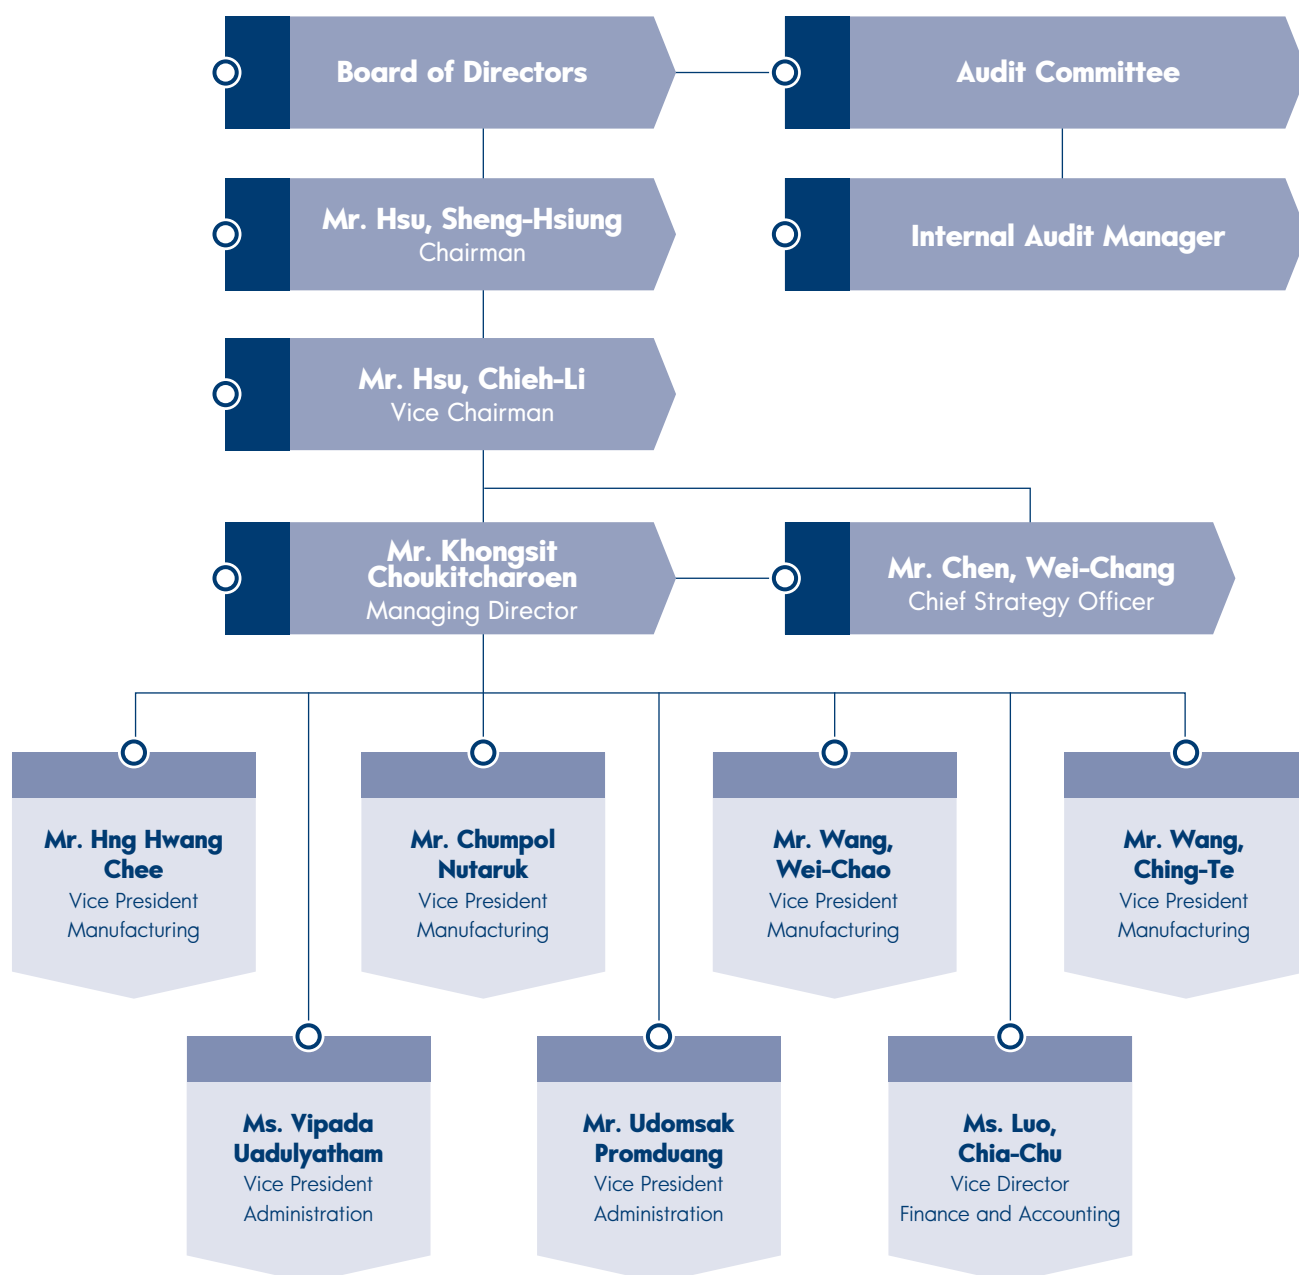 Board of Directors
Audit Committee
Mr. Hsu, Sheng-Hsiung
Chairman
Internal Audit Manager
Mr. Hsu, Chieh-Li
Vice Chairman
Mr. Khongsit
Choukitcharoen
Managing Director
Mr. Chen, Wei-Chang
Chief Strategy Officer
Mr. Hng Hwang
Chee
Vice President
Manufacturing
Mr. Chumpol
Nutaruk
Vice President
Manufacturing
Mr. Wang,
Wei-Chao
Vice President
Manufacturing
Mr. Wang,
Ching-Te
Vice President
Manufacturing
Ms. Vipada
Uadulyatham
Vice President
Administration
Mr. Udomsak
Promduang
Vice President
Administration
Ms. Luo,
Chia-Chu
Vice Director
Finance and Accounting